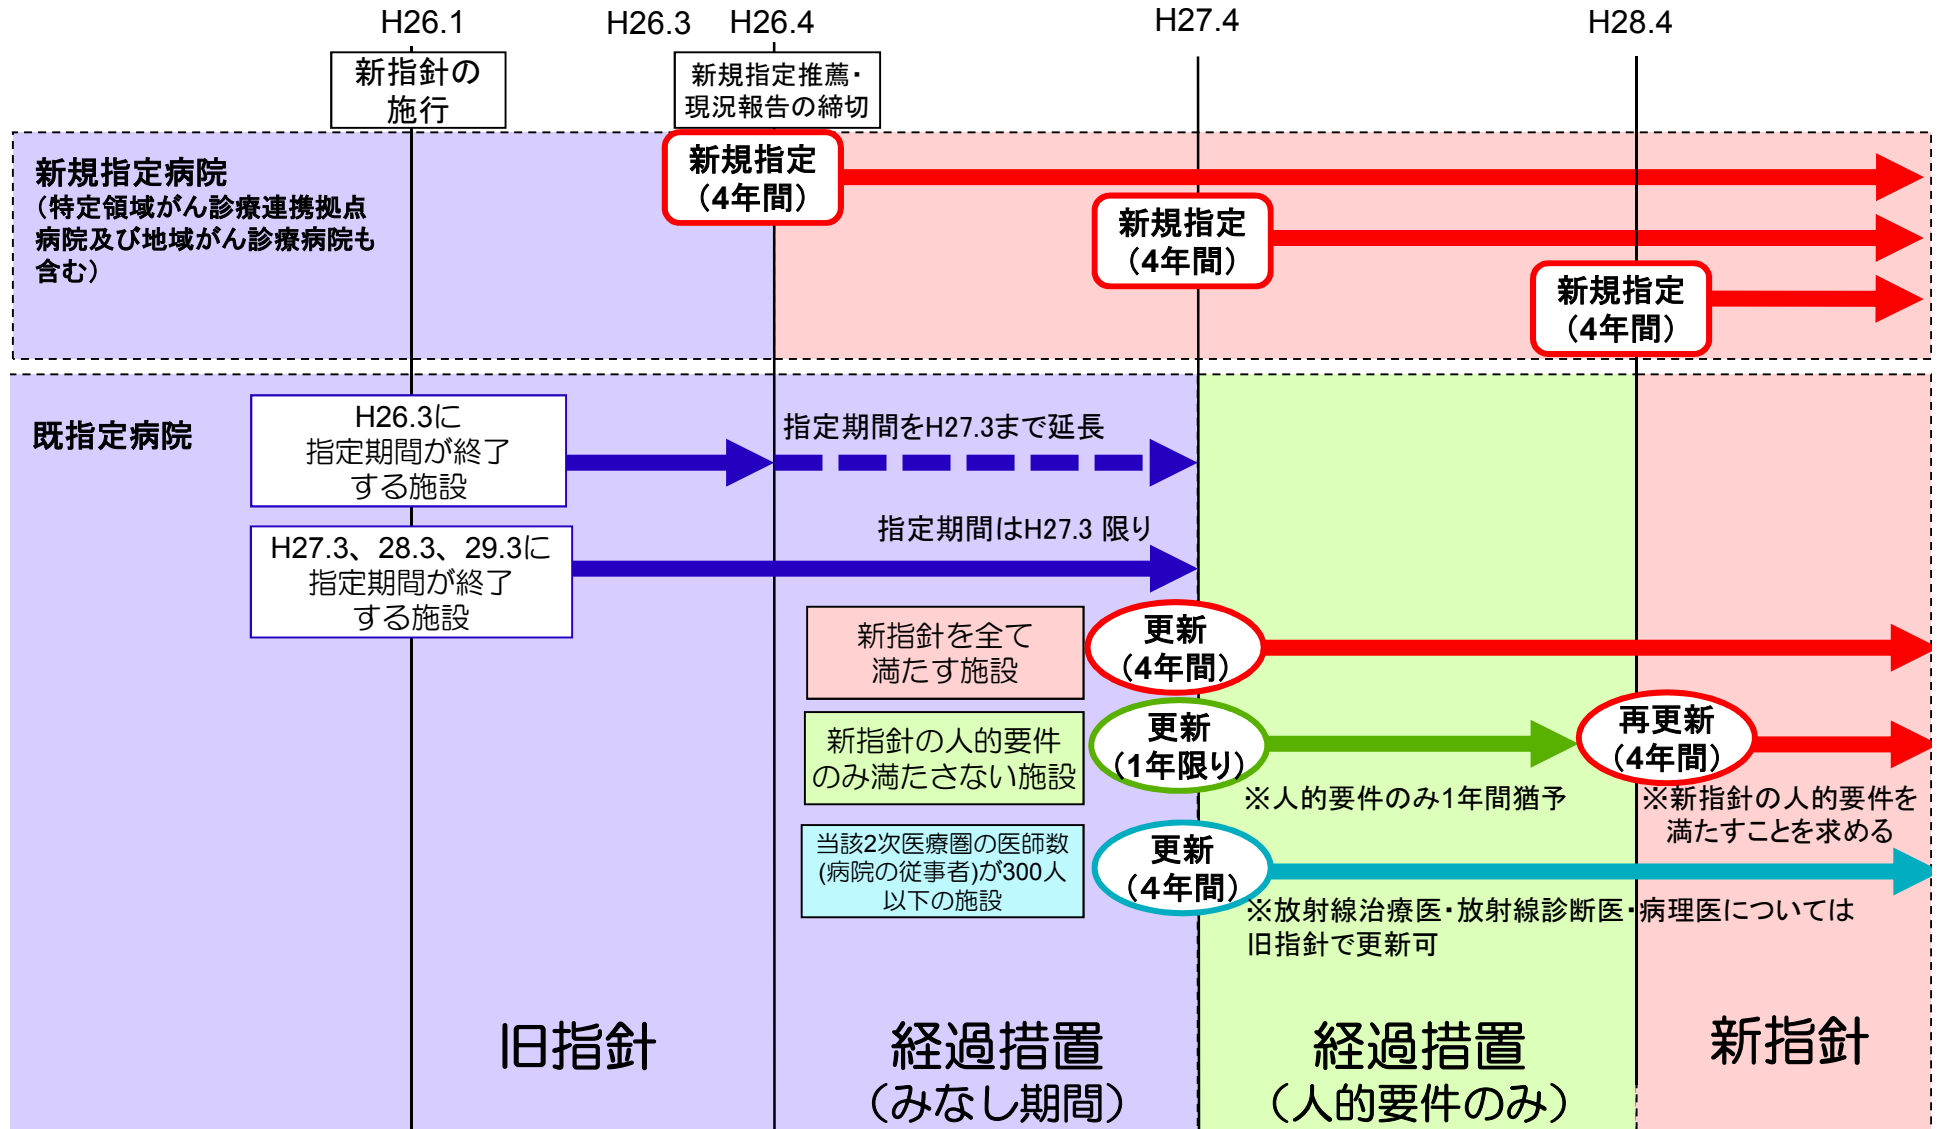 H26.1
H26.3
H26.4
H27.4
H28.4
新指針の
施行
新規指定推薦・
現況報告の締切
新規指定病院
（特定領域がん診療連携拠点
病院及び地域がん診療病院も
含む）
新規指定
（4年間）
新規指定
（4年間）
新規指定
（4年間）
既指定病院
H26.3に
指定期間が終了
する施設
指定期間をH27.3まで延長
H27.3、28.3、29.3に
指定期間が終了
する施設
指定期間はH27.3 限り
新指針を全て
満たす施設
更新
（4年間）
新指針の人的要件
のみ満たさない施設
更新
（1年限り）
※人的要件のみ1年間猶予
再更新
（4年間）
※新指針の人的要件を
満たすことを求める
当該2次医療圏の医師数
(病院の従事者)が300人
以下の施設
更新
（４年間）
※放射線治療医・放射線診断医・病理医については
旧指針で更新可
旧指針
経過措置
（みなし期間）
経過措置
（人的要件のみ）
新指針